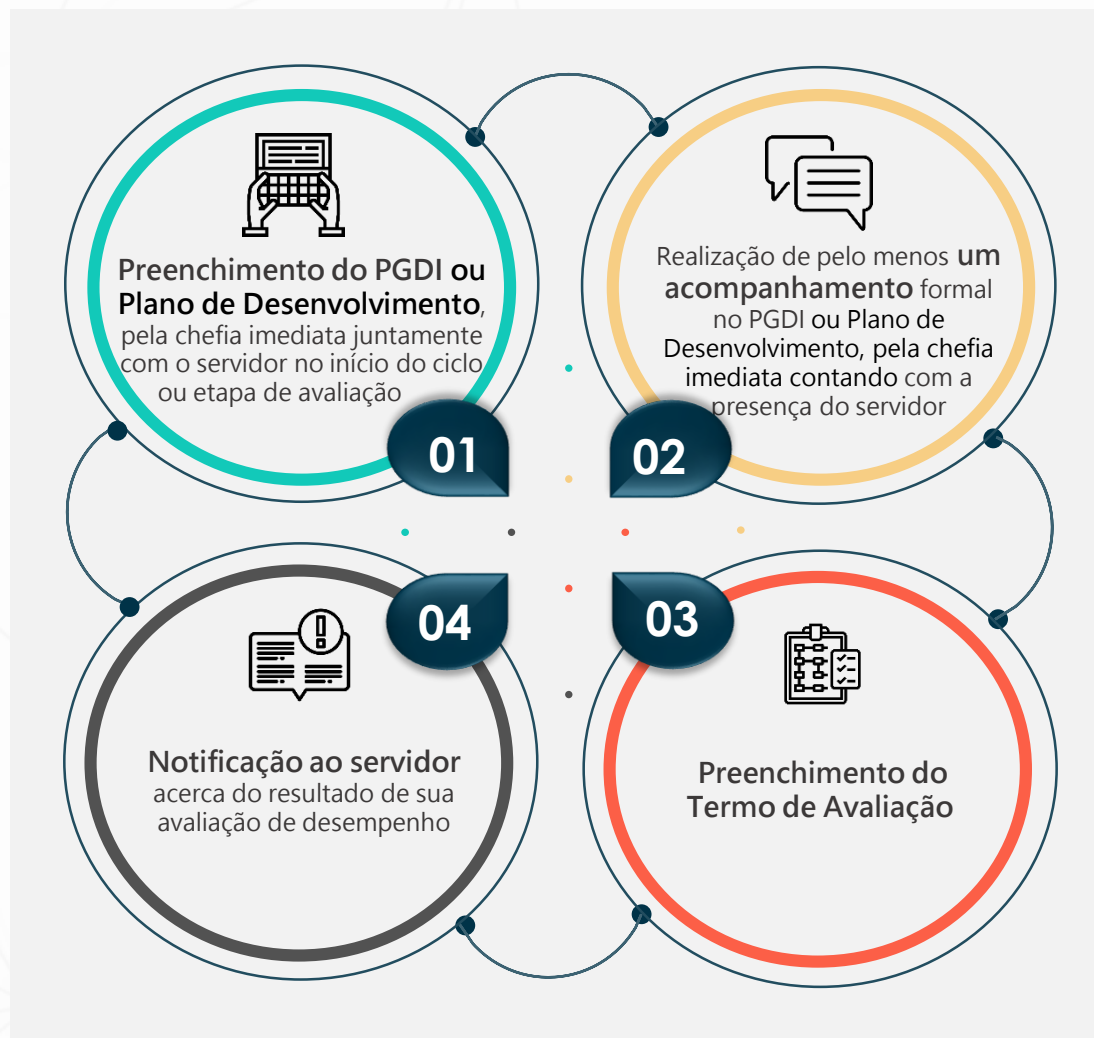 Preenchimento do PGDI ou
Plano de Desenvolvimento,
pela chefia imediata juntamente
com o servidor no início do ciclo
ou etapa de avaliação
01
Realização de pelo menos um
acompanhamento formal
no PGDI ou Plano de
Desenvolvimento, pela chefia
imediata contando com a
presença do servidor
02
03
Preenchimento do
Termo de Avaliação
04
Notificação ao servidor
acerca do resultado de sua
avaliação de desempenho